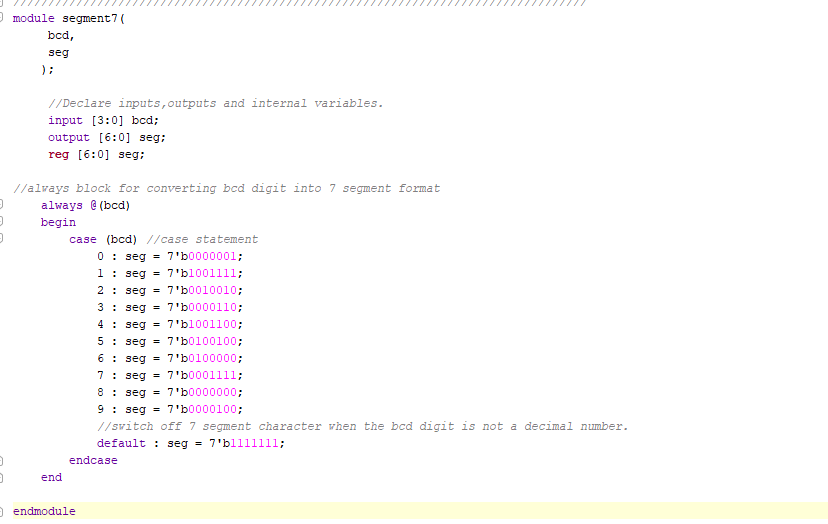 //////////////////////////////////////////////////////////////////////////////////
module segment7(
bcd,
seg
);
//Declare inputs,outputs and internal variables.
input [3:0] bcd;
output [6:0] seg;
reg [6:0] seg;
//always block for converting bcd digit into 7 segment format
always @(bcd)
begin
case (bcd) //case statement
0 : seg = 7'b0000001;
1 : seg = 7'b1001111;
2 : seg = 7'b0010010;
3 : seg = 7'b0000110;
4 : seg = 7'b1001100;
5 : seg = 7'b0100100;
6 : seg = 7'b0100000;
7 : seg = 7'b0001111;
8 : seg = 7'b0000000;
9 : seg = 7'b0000100;
//switch off 7 segment character when the bcd digit is not a decimal number.
default : seg = 7'b1111111;
endcase
end
endmodule